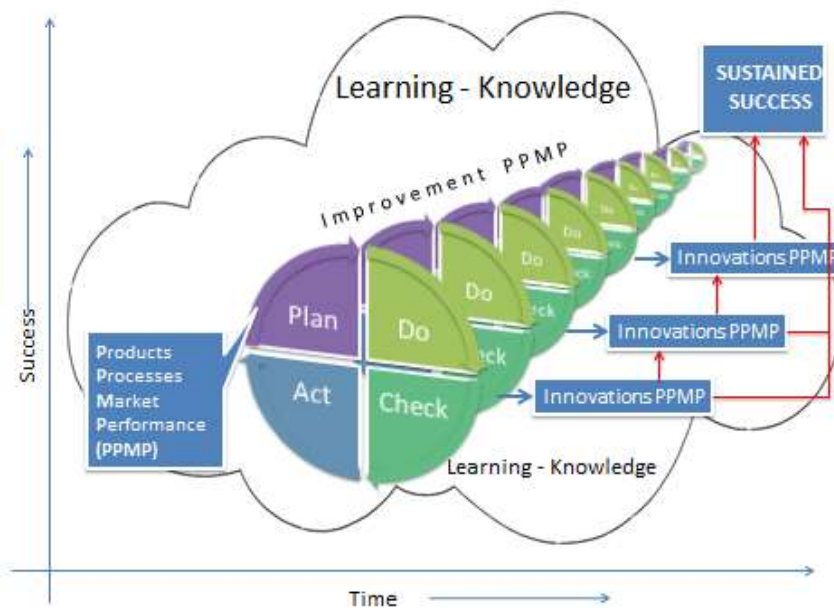 Learning - Knowledge
SUSTAINED
SUCCESS
Improvement PPMP
Plan
Do
Act
Check
Do
Do
Do
Do
Innovations PPMP
Innovations PPMP
Innovations PPMP
Products
Processes
Market
Performance
(PPMP)
Learning - Knowledge
Success
Time